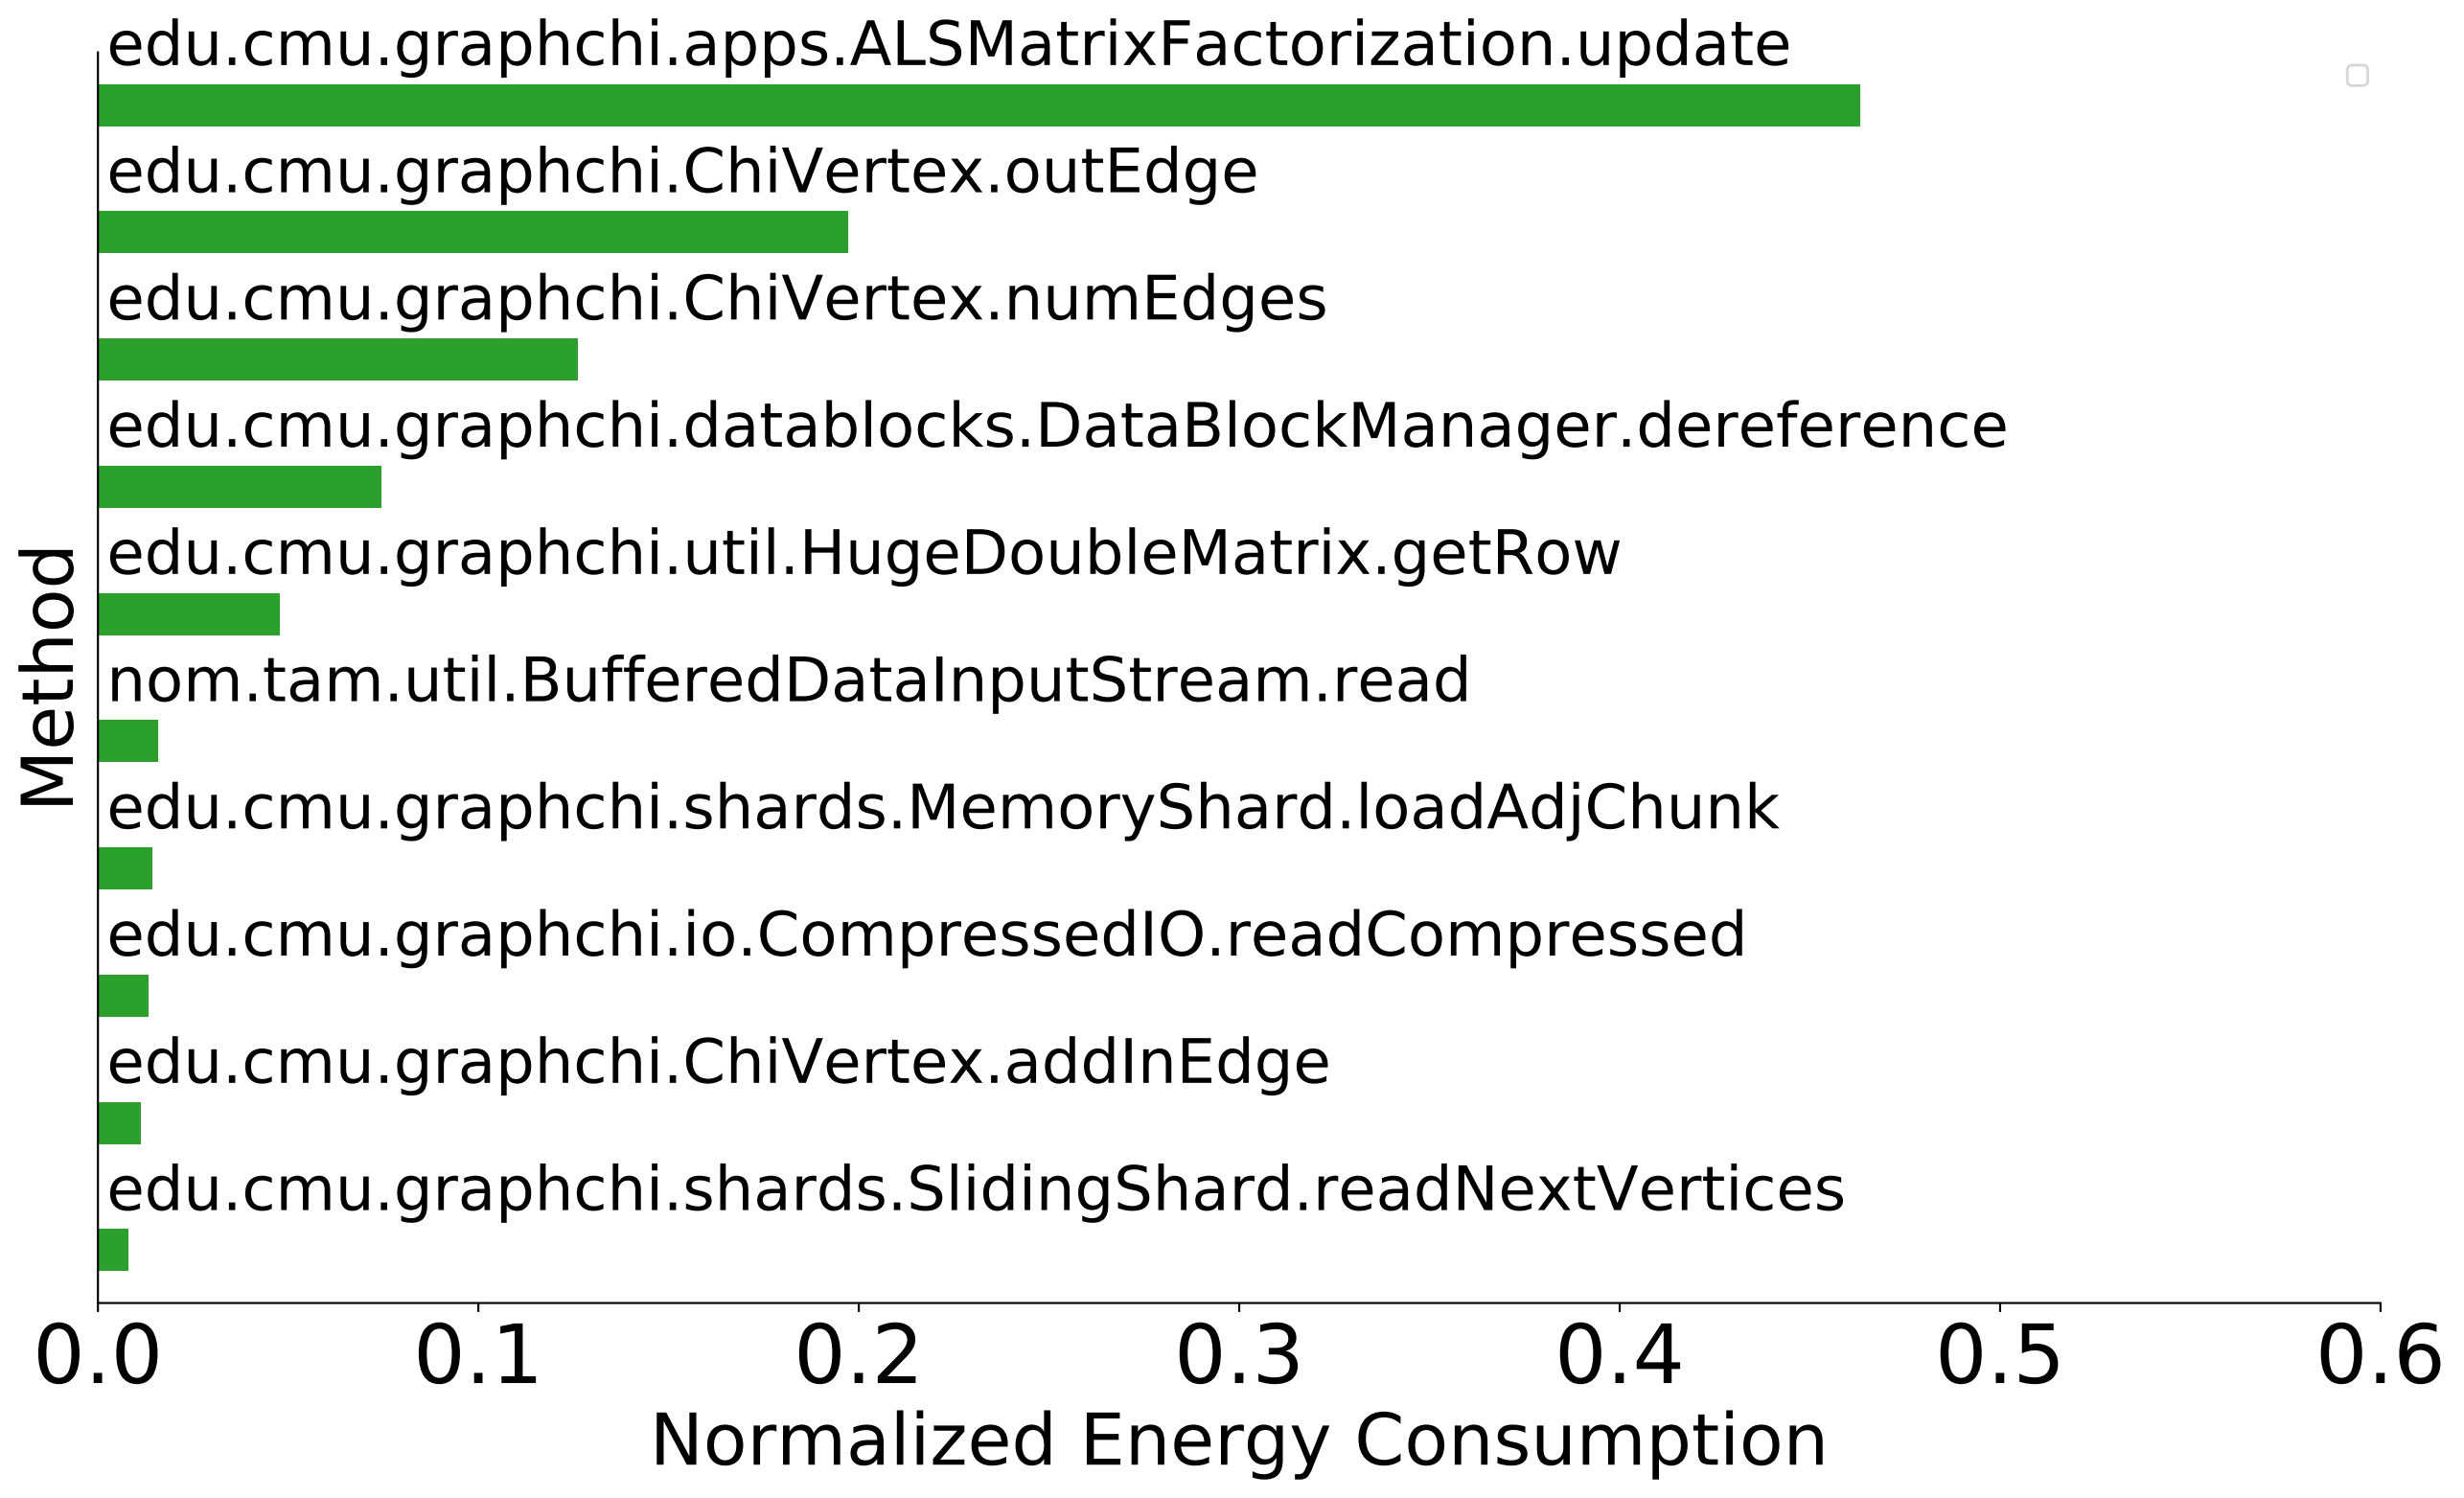 edu.cmu.graphchi.apps.ALSMatrixFactorization.update
edu.cmu.graphchi.ChiVertex.outEdge
edu.cmu.graphchi.ChiVertex.numEdges
edu.cmu.graphchi.datablocks.DataBlockManager.dereference
edu.cmu.graphchi.util.HugeDoubleMatrix.getRow
nom.tam.util.BufferedDataInputStream.read
edu.cmu.graphchi.shards.MemoryShard.loadAdjChunk
edu.cmu.graphchi.io.CompressedIO.readCompressed
edu.cmu.graphchi.ChiVertex.addInEdge
edu.cmu.graphchi.shards.SlidingShard.readNextVertices
Method
0.0 0.1 0.2 0.3 0.4 0.5 0.6
Normalized Energy Consumption